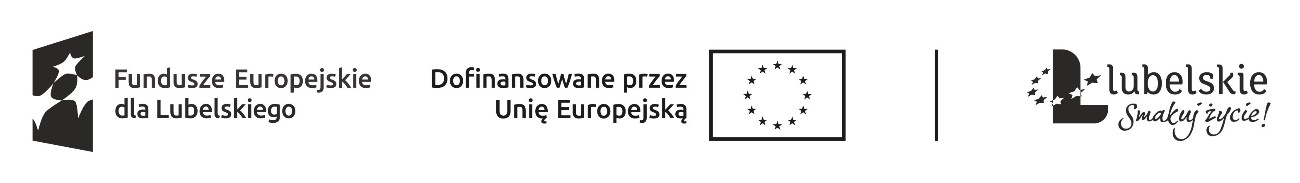 Fundusze Europejskie
dla Lubelskiego
Dofinansowane przez
Unię Europejską
lubelskie
Smakuj życie!